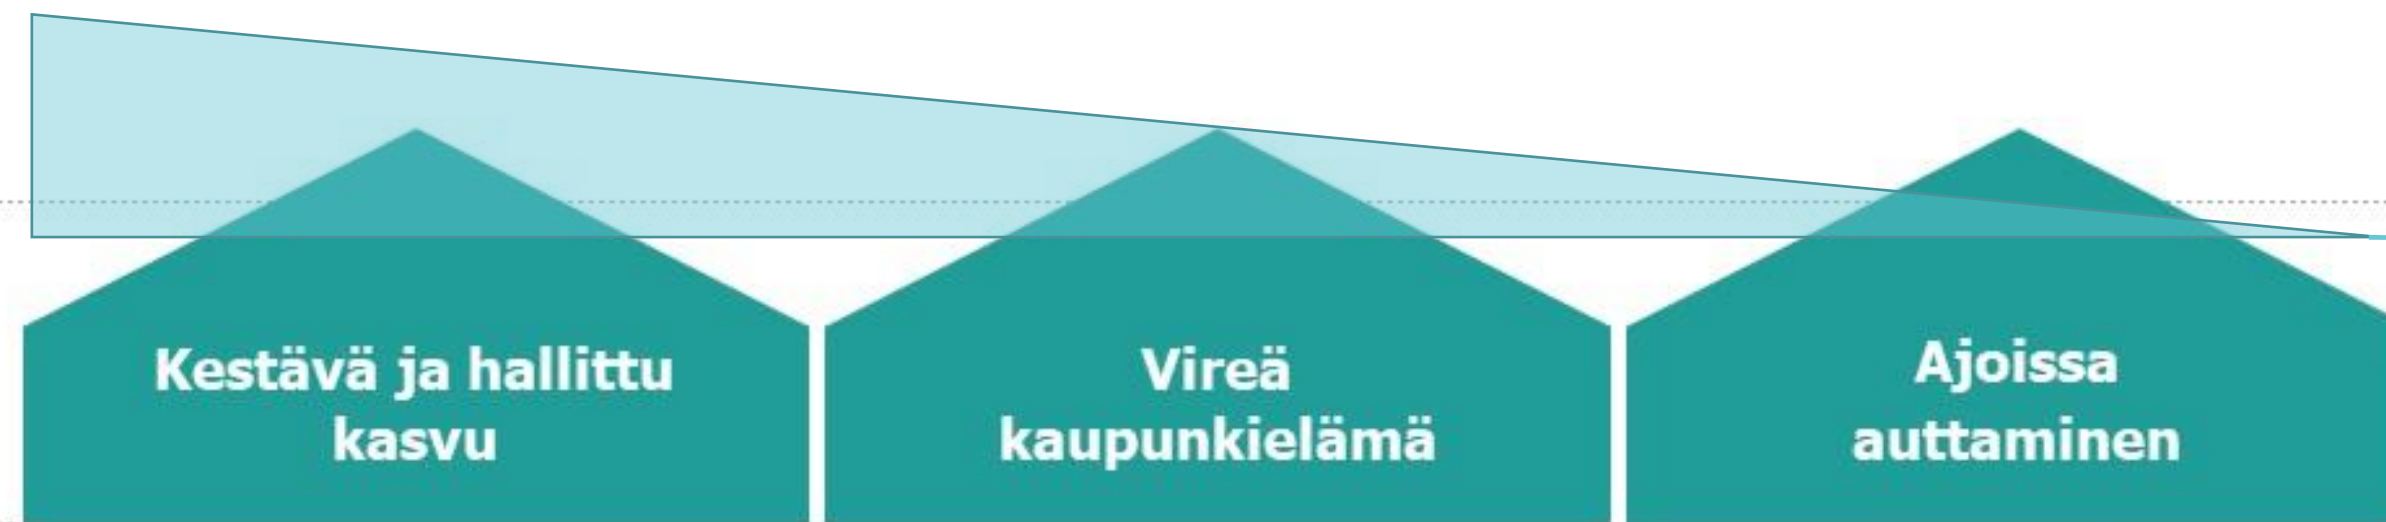 Kestävä ja hallittu
kasvu
Vireä
kaupunkielämä
Ajoissa
auttaminen